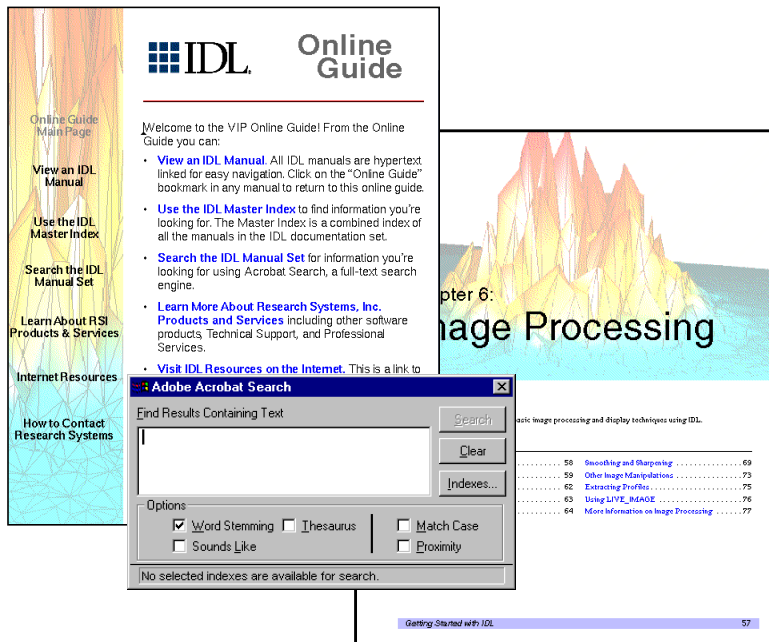 IDL.
Online
Guide
Online Guide
Main Page
View an IDL
Manual
Use the IDL
Master Index
Search the IDL
Manual Set
Learn About RSI
Products & Services
Internet Resources
How to Contact
Research Systems
Welcome to the VIP Online Guide! From the Online
Guide you can:
• View an IDL Manual. All IDL manuals are hypertext
linked for easy navigation. Click on the “Online Guide”
bookmark in any manual to return to this online guide.
• Use the IDL Master Index to find information you're
looking for. The Master Index is a combined index of
all the manuals in the IDL documentation set.
• Search the IDL Manual Set for information you're
looking for using Acrobat Search, a full-text search
engine.
• Learn More About Research Systems, Inc.
Products and Services including other software
products, Technical Support, and Professional
Services.
• Visit IDL Resources on the Internet. This is a link to
pter 6:
mage Processing
basic image processing and display techniques using IDL.
. . . . . . . . . . 58 Smoothing and Sharpening . . . . . . . . . . . . . . . 69
. . . . . . . . . . 59 Other Image Manipulations . . . . . . . . . . . . . . . 73
. . . . . . . . . . 62 Extracting Profiles . . . . . . . . . . . . . . . . . . . . . 75
. . . . . . . . . . 63 Using LIVE_IMAGE . . . . . . . . . . . . . . . . . . . . 76
. . . . . . . . . . 64 More Information on Image Processing . . . . . . 77
Adobe Acrobat Search
Find Results Containing Text
Search
Clear
Indexes...
Options
Word Stemming Thesaurus Match Case
Sounds Like Proximity
No selected indexes are available for search.
Getting Started with IDL 57